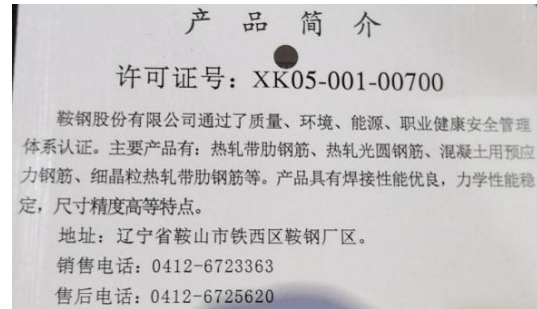 产品简介
许可证号：XK05-001-00700
鞍钢股份有限公司通过了质量、环境、能源、职业健康安全管理
体系认证。主要产品有：热轧带肋钢筋、热轧光圆钢筋、混凝土用预应
力钢筋、细晶粒热轧带肋钢筋等。产品具有焊接性能优良，力学性能稳
定，尺寸精度高等特点。
地址：辽宁省鞍山市铁西区鞍钢厂区。
销售电话：0412-6723363
售后电话：0412-6725620